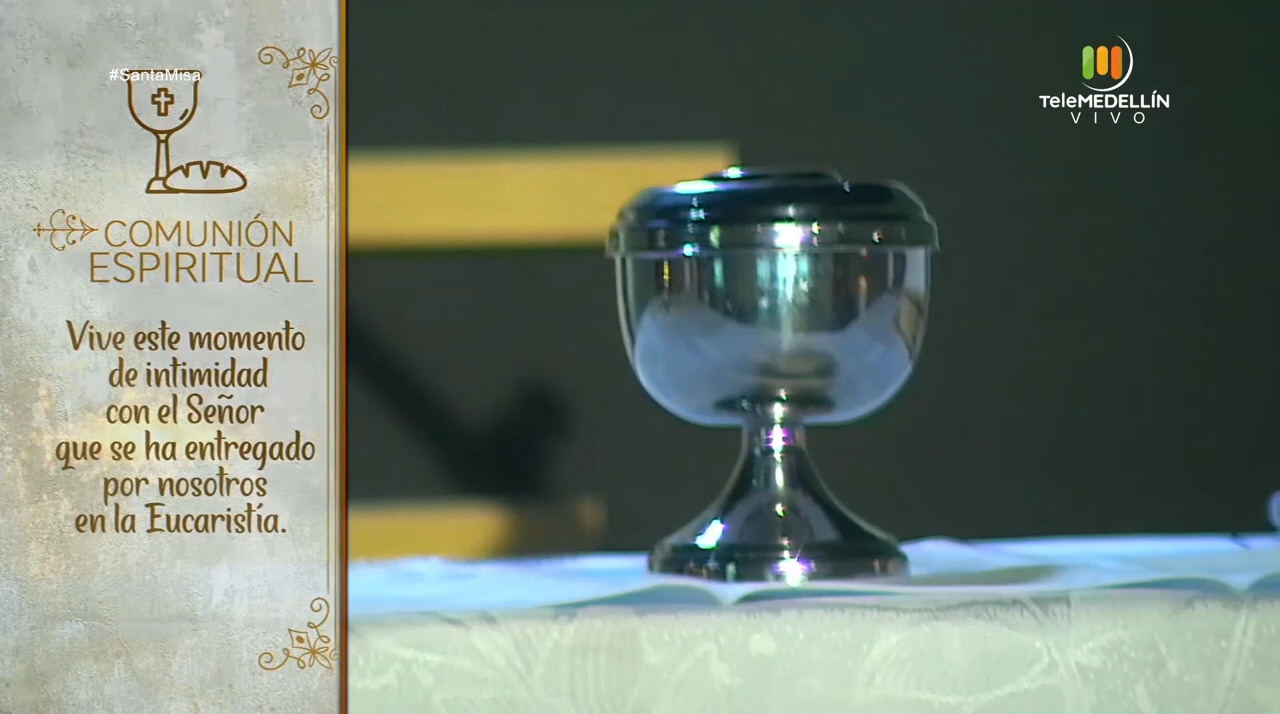 #SantaMisa
COMUNIÓN
ESPIRITUAL
Vive este momento
de intimidad
con el Señor
que se ha entregado
por nosotros
en la Eucaristía.
TeleMEDELLÍN
VIVO